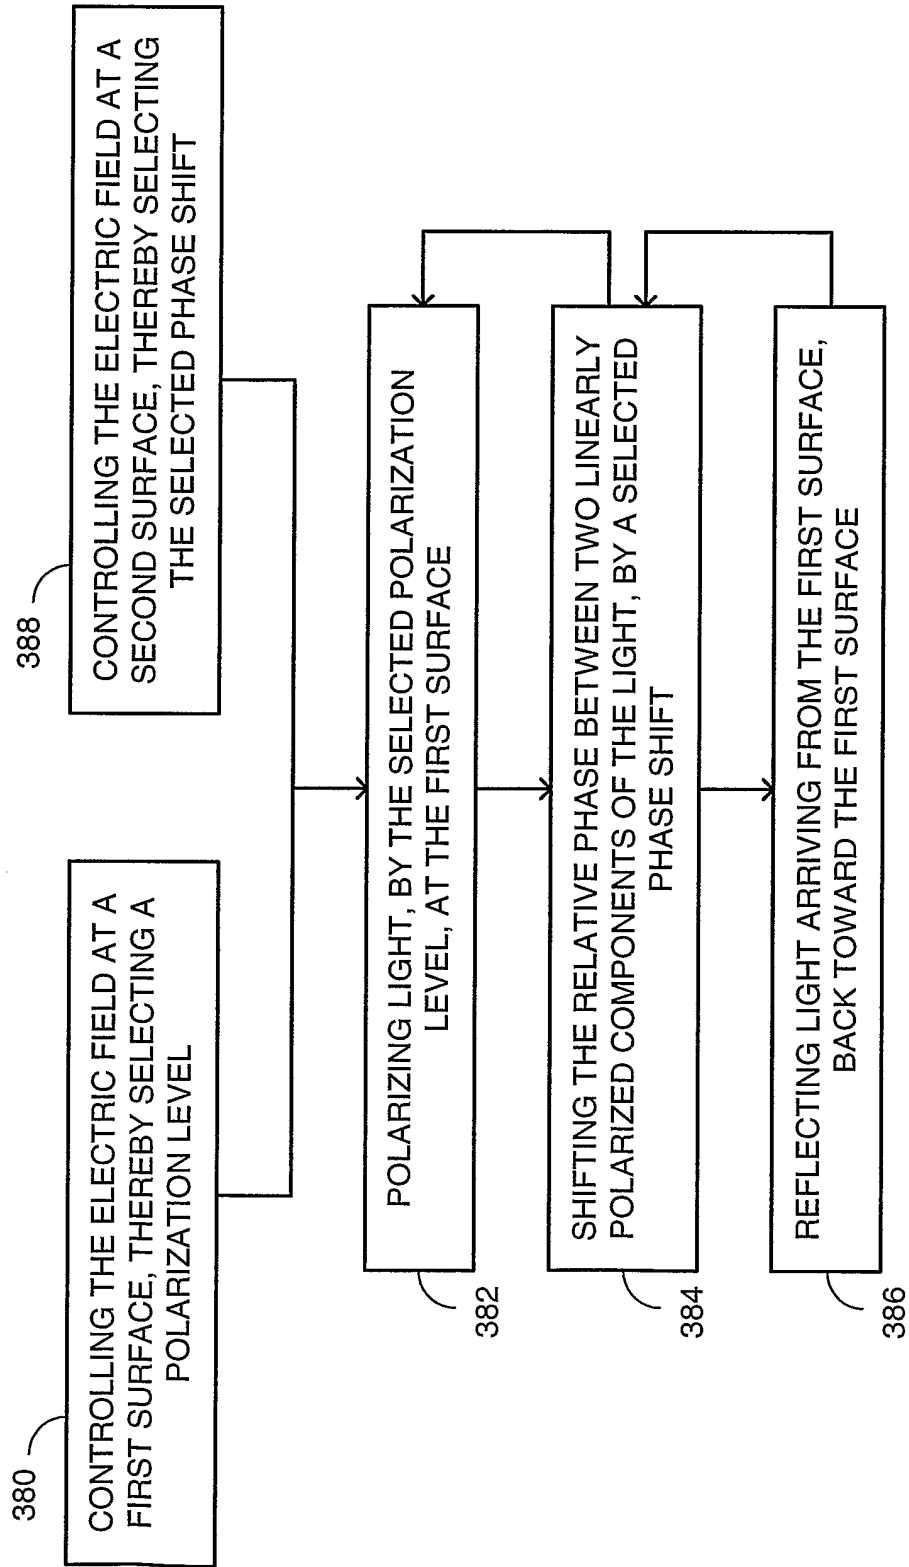 380
CONTROLLING THE ELECTRIC FIELD AT A
FIRST SURFACE, THEREBY SELECTING A
POLARIZATION LEVEL
388
CONTROLLING THE ELECTRIC FIELD AT A
SECOND SURFACE, THEREBY SELECTING
THE SELECTED PHASE SHIFT
POLARIZING LIGHT, BY THE SELECTED POLARIZATION
LEVEL, AT THE FIRST SURFACE
382
SHIFTING THE RELATIVE PHASE BETWEEN TWO LINEARLY
POLARIZED COMPONENTS OF THE LIGHT, BY A SELECTED
PHASE SHIFT
384
REFLECTING LIGHT ARRIVING FROM THE FIRST SURFACE,
BACK TOWARD THE FIRST SURFACE
386